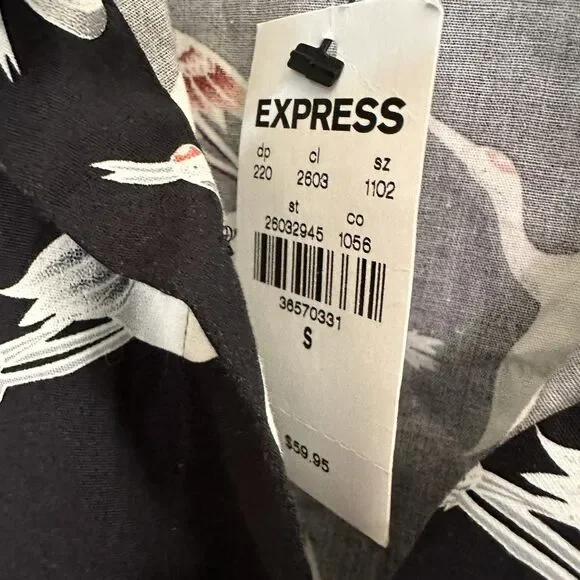 EXPRESS
dp cl sz
220 2603 1102
st co
26032945 1056
36570331
S
$59.95